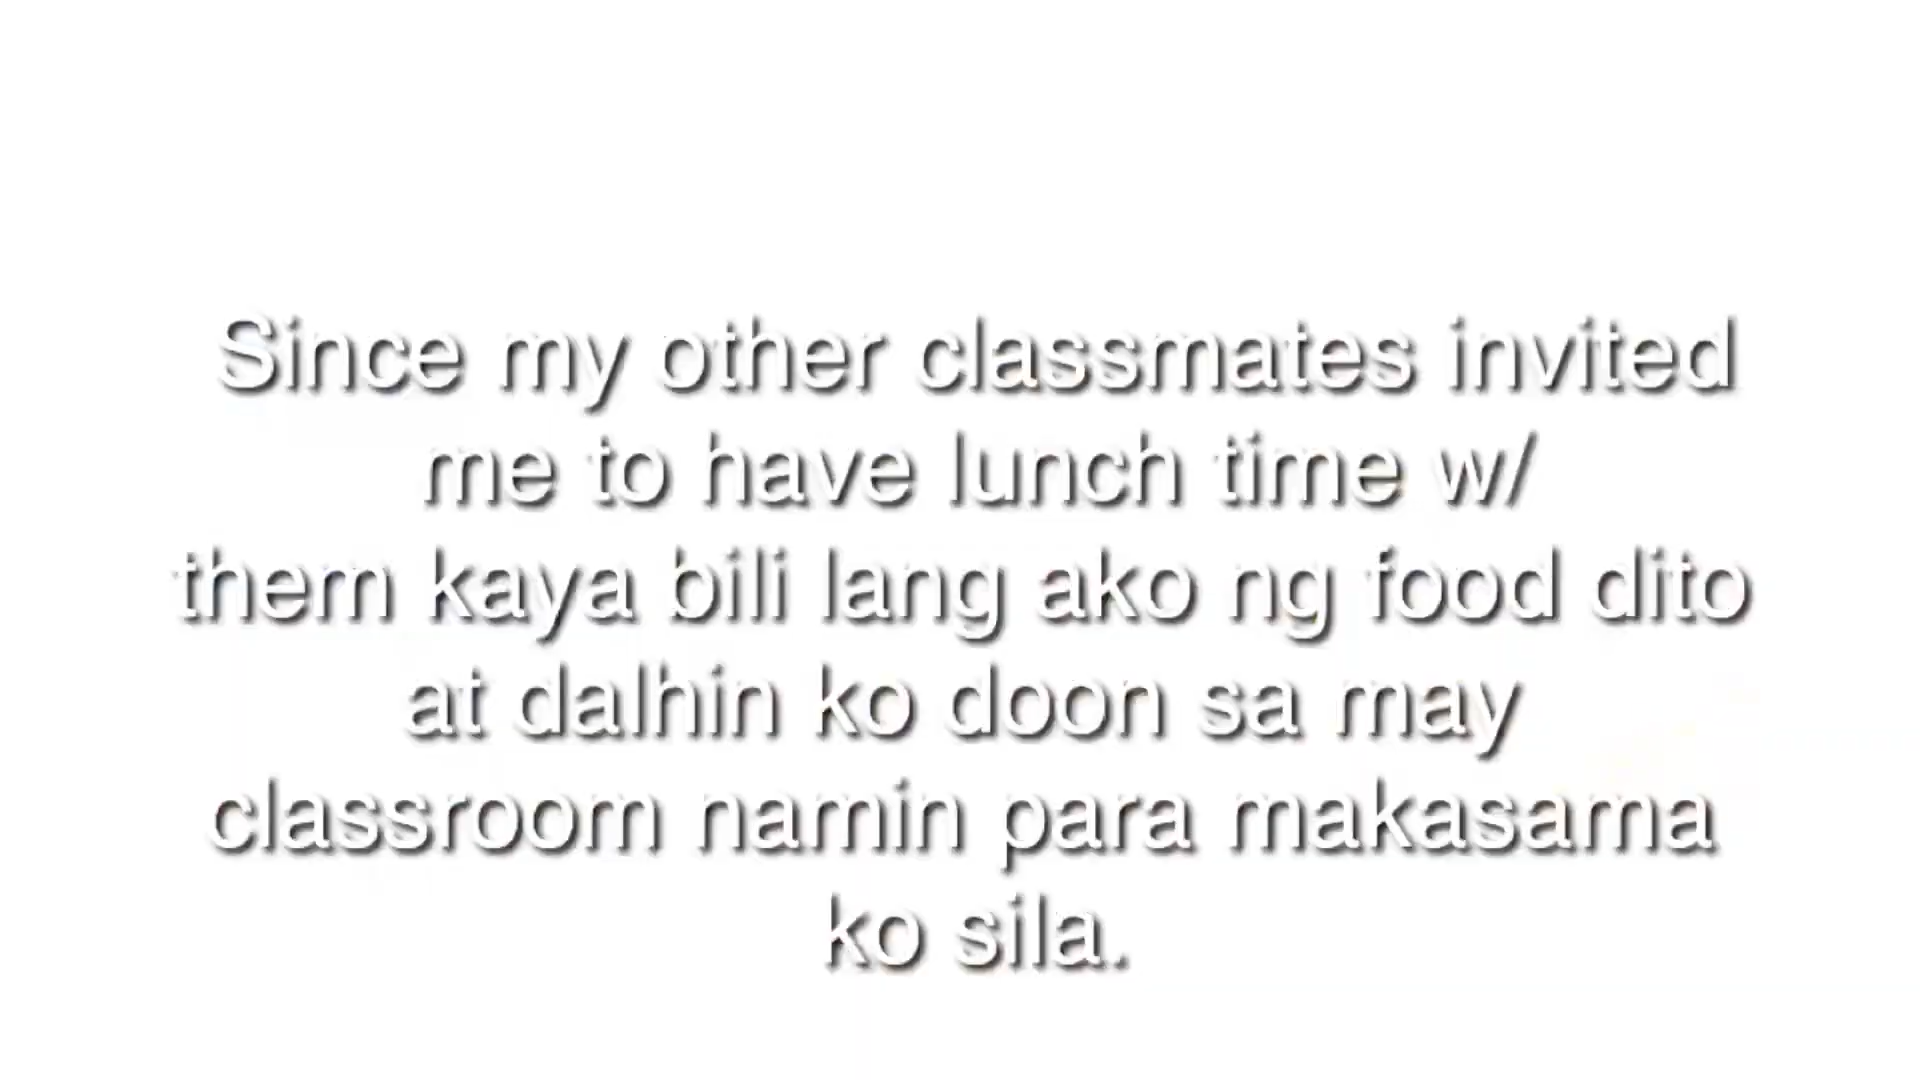 Since my other classmates invited
me to have lunch time w/
them kaya bili lang ako ng food dito
at dalhin ko doon sa may
classroom namin para makasama
ko sila.